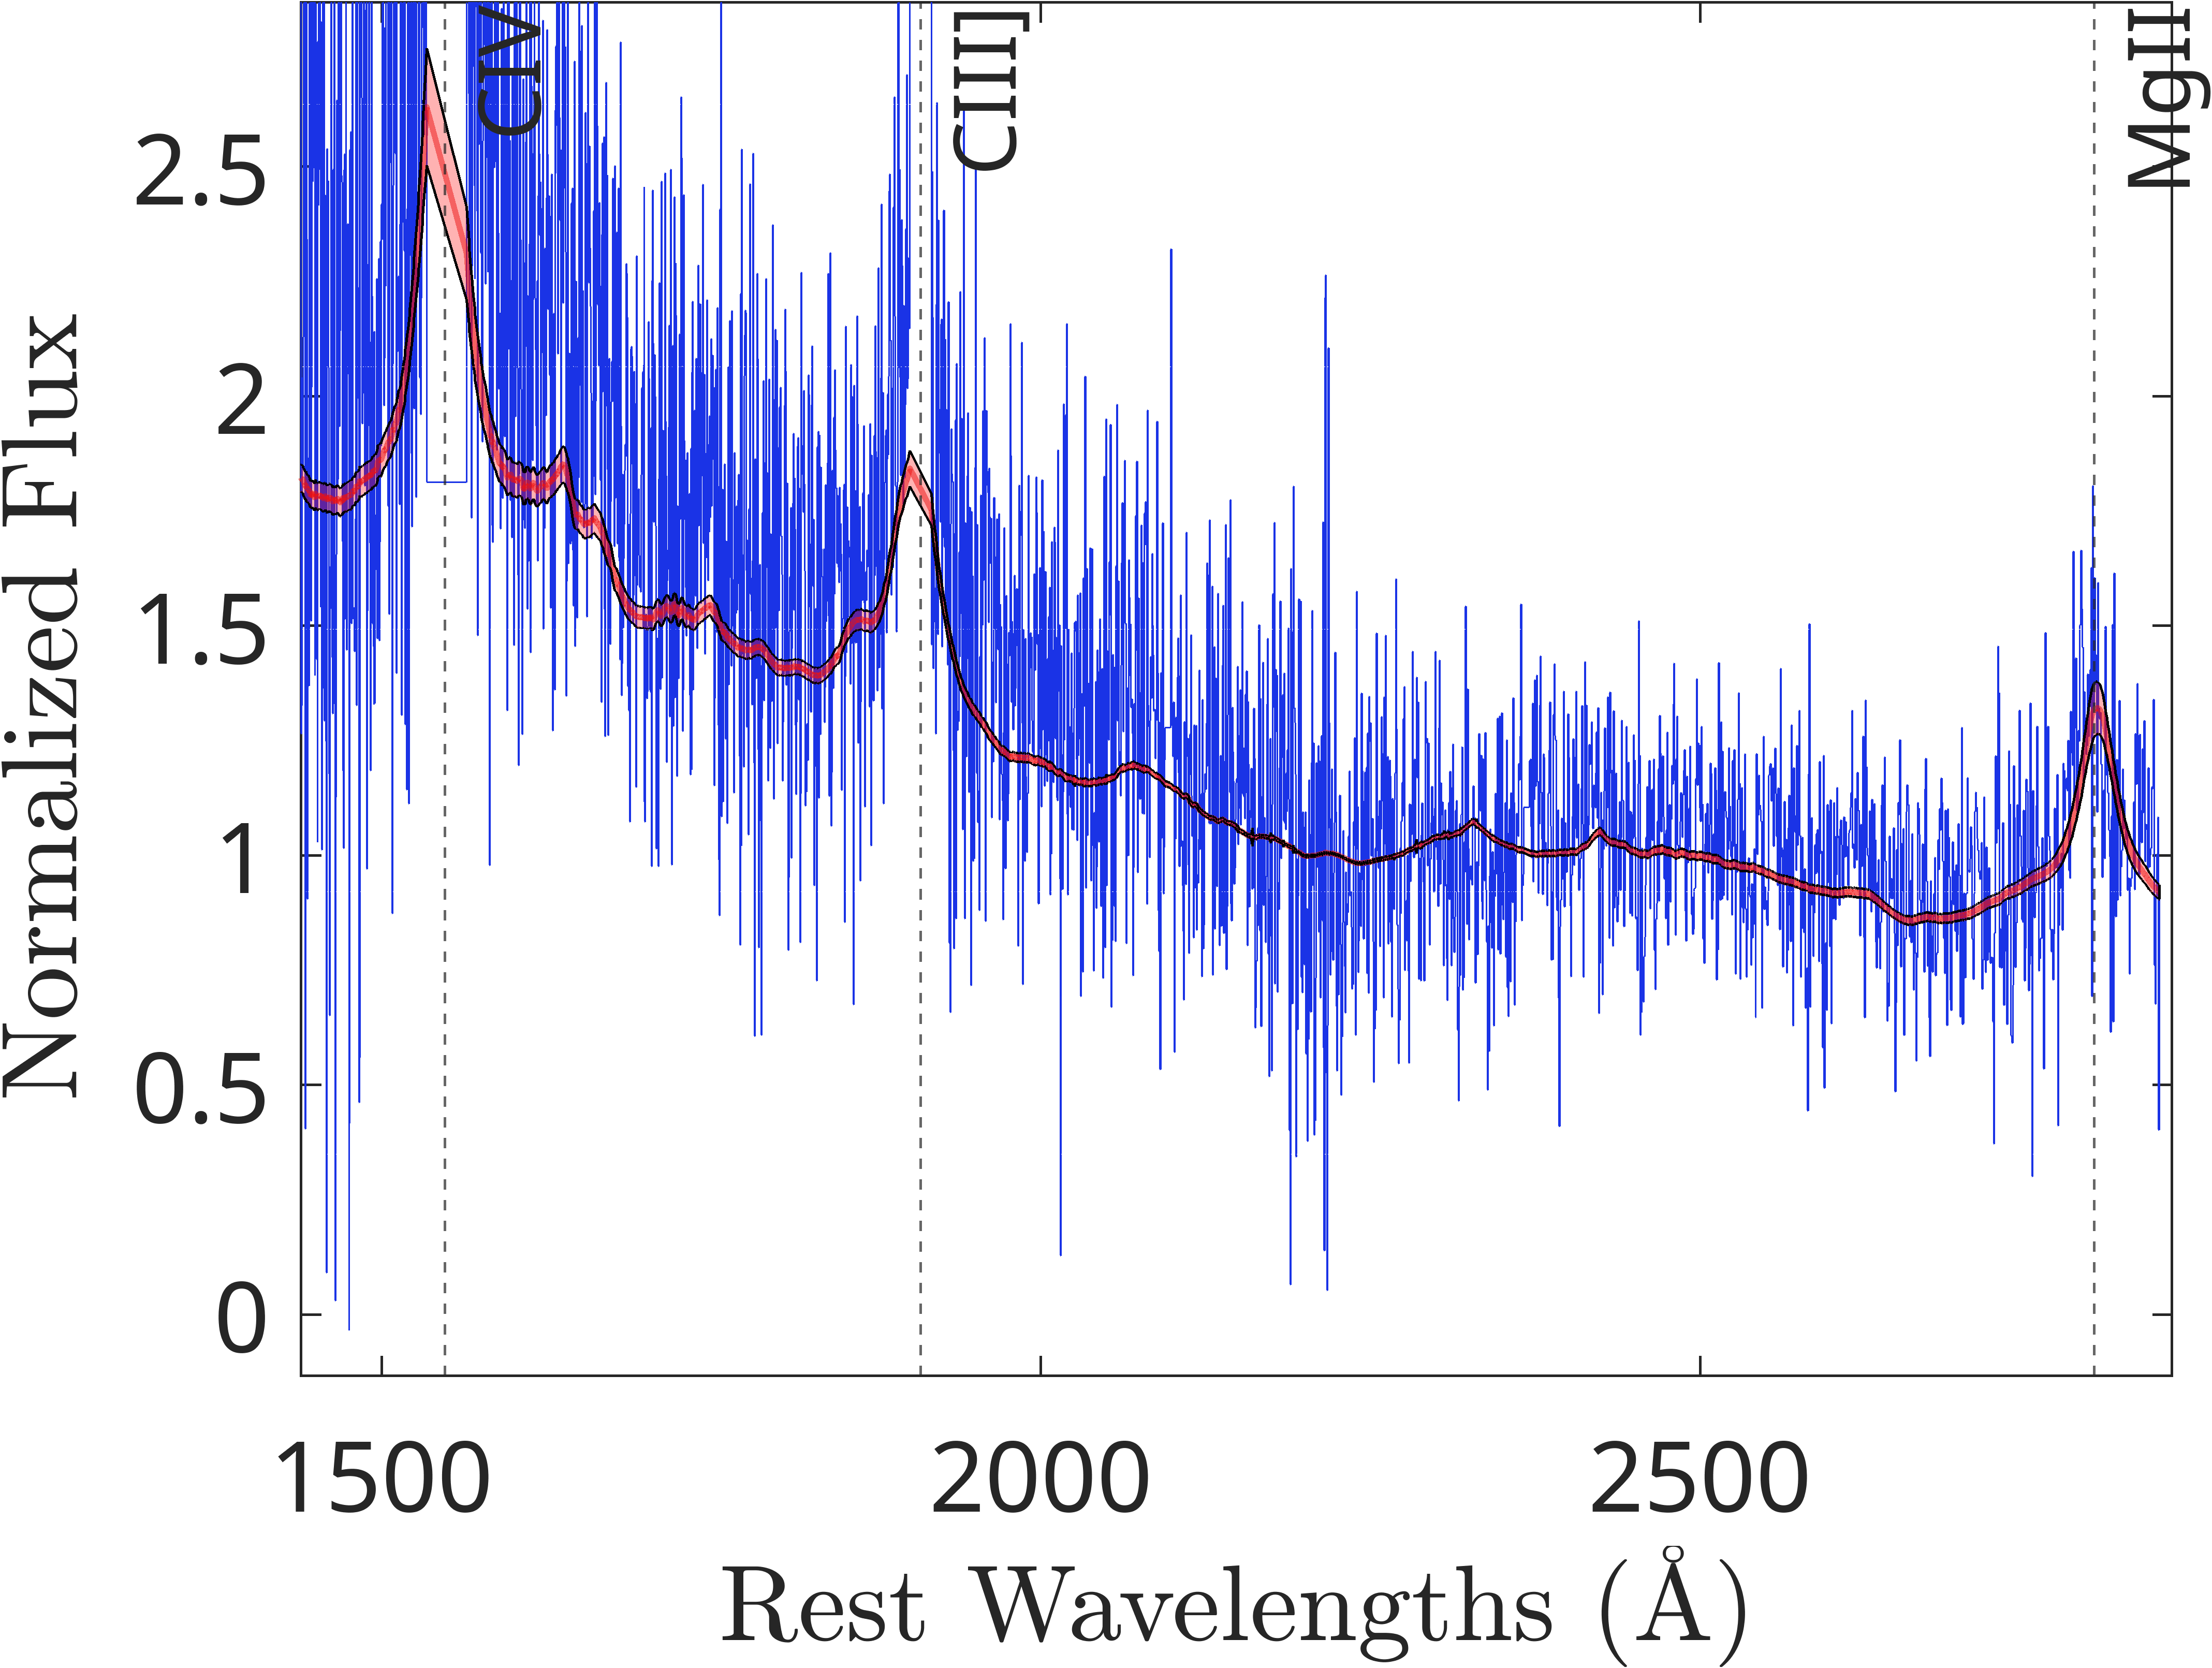 CIV
CIII]
MgII
2.5
2
1.5
1
0.5
0
Normalized Flux
1500 2000 2500
Rest Wavelengths (Å)